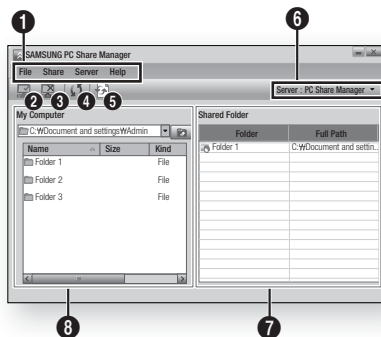 1 6
SAMSUNG PC Share Manager
File Share Server Help
2 3 4 5 Server : PC Share Manager
My Computer Shared Folder
C:₩Document and settings₩Admin
Folder Full Path
Name Size Kind
Folder 1 C:₩Document and settin..
Folder 1 File
Folder 2 File
Folder 3 File
8 7